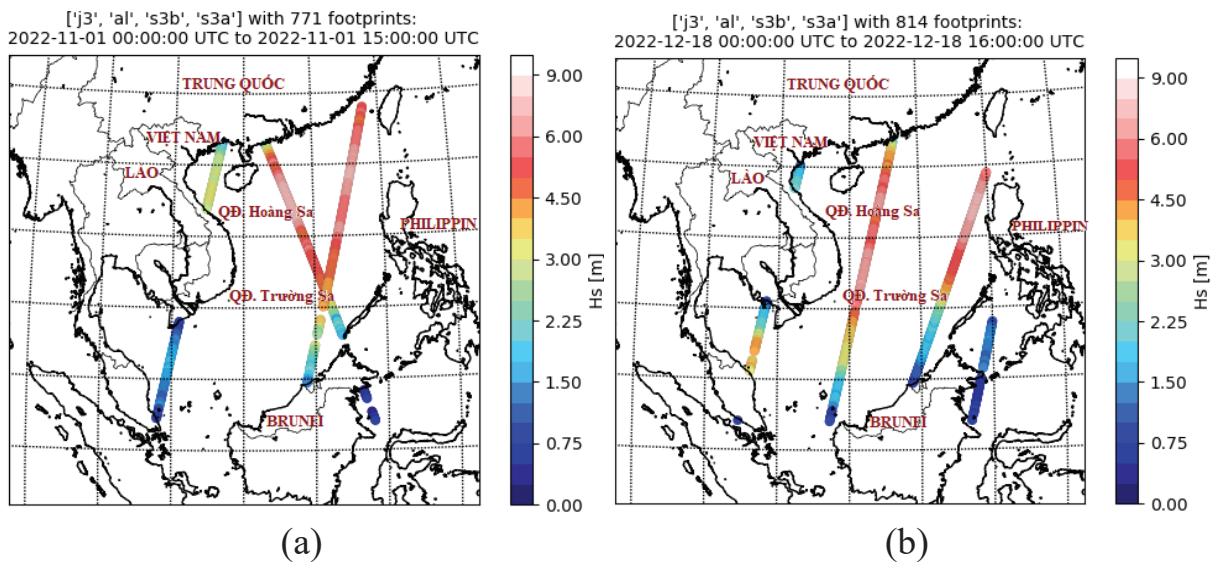 ['j3', 'al', 's3b', 's3a'] with 771 footprints:
2022-11-01 00:00:00 UTC to 2022-11-01 15:00:00 UTC
TRUNG QUỐC
VIỆT NAM
LÀO
QĐ. Hoàng Sa
PHILIPPIN
QĐ. Trường Sa
BRUNEI
9.00
6.00
4.50
3.00
2.25
1.50
0.75
0.00
Hs [m]
(a)
['j3', 'al', 's3b', 's3a'] with 814 footprints:
2022-12-18 00:00:00 UTC to 2022-12-18 16:00:00 UTC
TRUNG QUỐC
VIỆT NAM
LÀO
QĐ. Hoàng Sa
PHILIPPIN
QĐ. Trường Sa
BRUNEI
9.00
6.00
4.50
3.00
2.25
1.50
0.75
0.00
Hs [m]
(b)